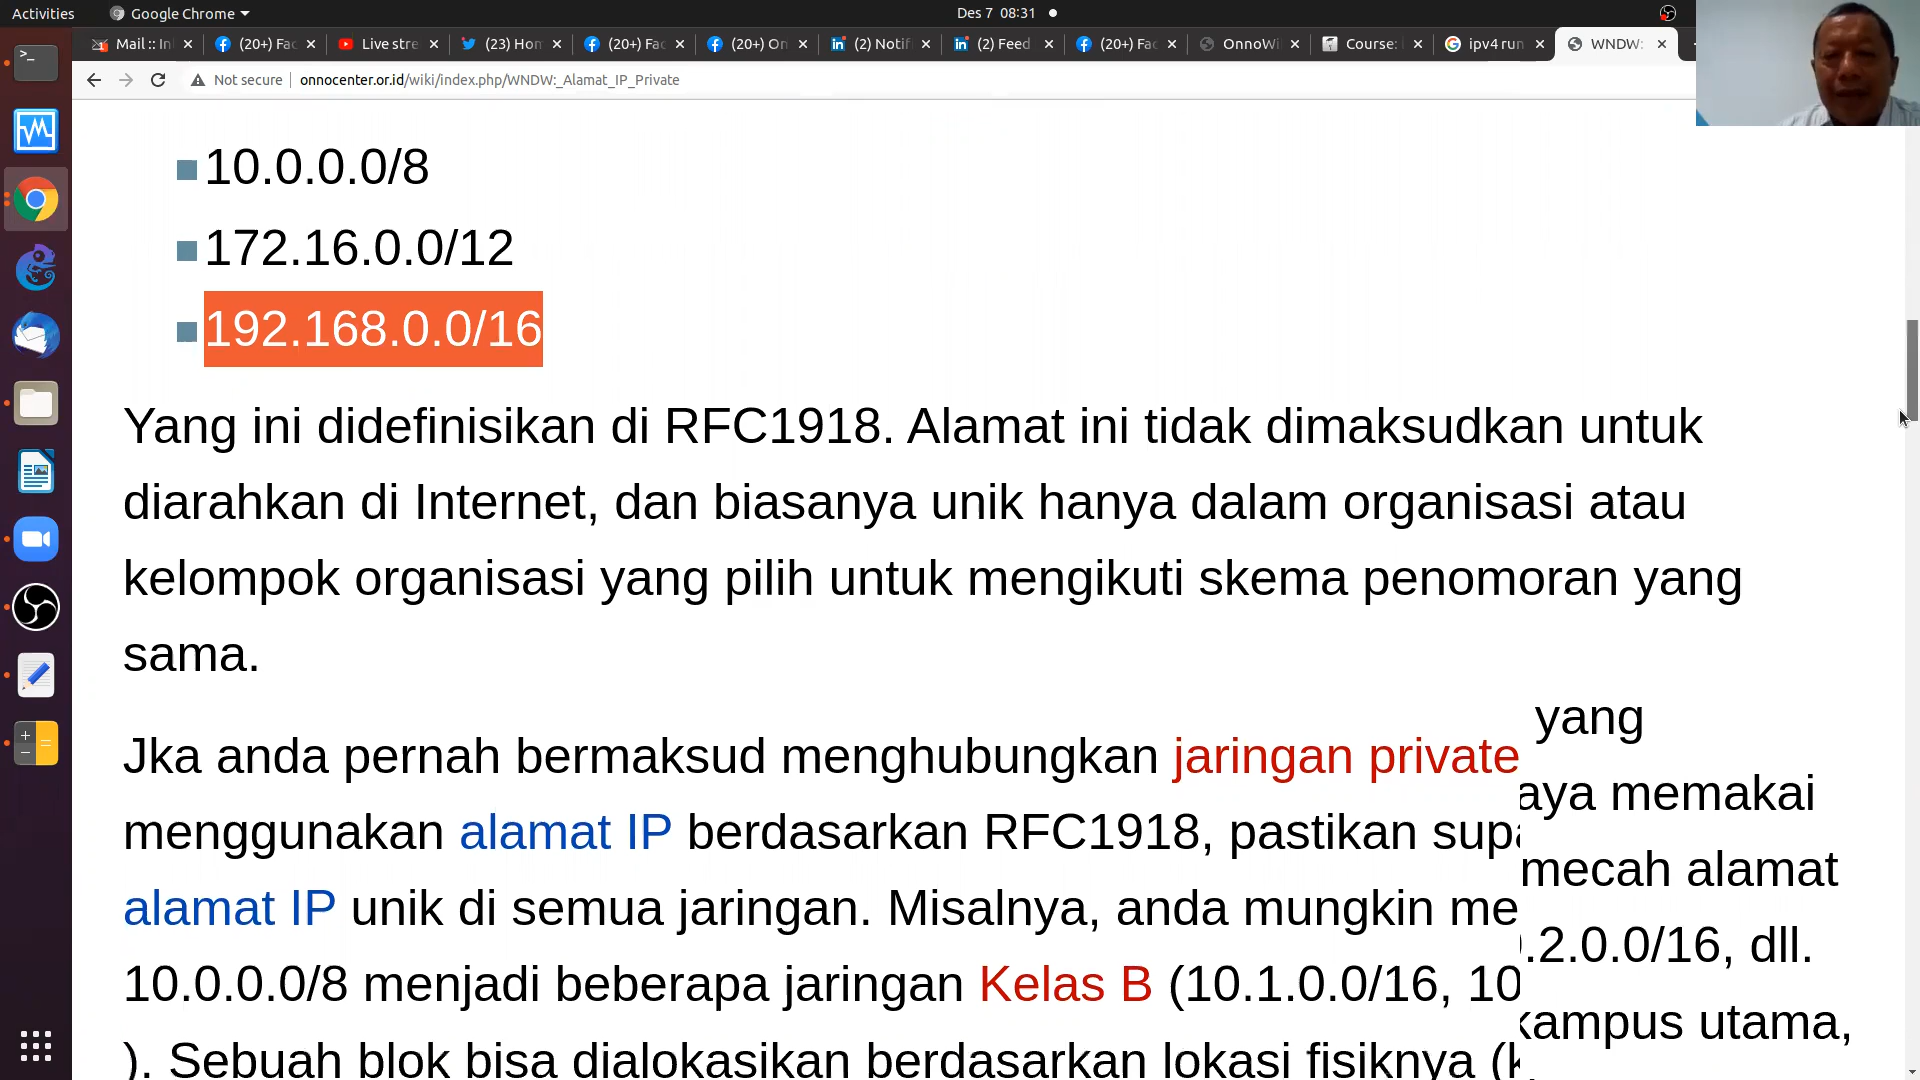 Activities
Google Chrome
Des 7 08:31
Mail :: In
(20+) Fac
Live stre
(23) Hom
(20+) Fac
(20+) On
(2) Notif
(2) Feed
(20+) Fac
OnnoWi
Course:
ipv4 run
WNDW:
Not secure
onnocenter.or.id/wiki/index.php/WNDW:_Alamat_IP_Private
10.0.0.0/8
172.16.0.0/12
192.168.0.0/16
Yang ini didefinisikan di RFC1918. Alamat ini tidak dimaksudkan untuk
diarahkan di Internet, dan biasanya unik hanya dalam organisasi atau
kelompok organisasi yang pilih untuk mengikuti skema penomoran yang
sama.
Jka anda pernah bermaksud menghubungkan jaringan private yang
menggunakan alamat IP berdasarkan RFC1918, pastikan supaya memakai
alamat IP unik di semua jaringan. Misalnya, anda mungkin memecah alamat
10.0.0.0/8 menjadi beberapa jaringan Kelas B (10.1.0.0/16, 10.2.0.0/16, dll.
). Sebuah blok bisa dialokasikan berdasarkan lokasi fisiknya (kampus utama,